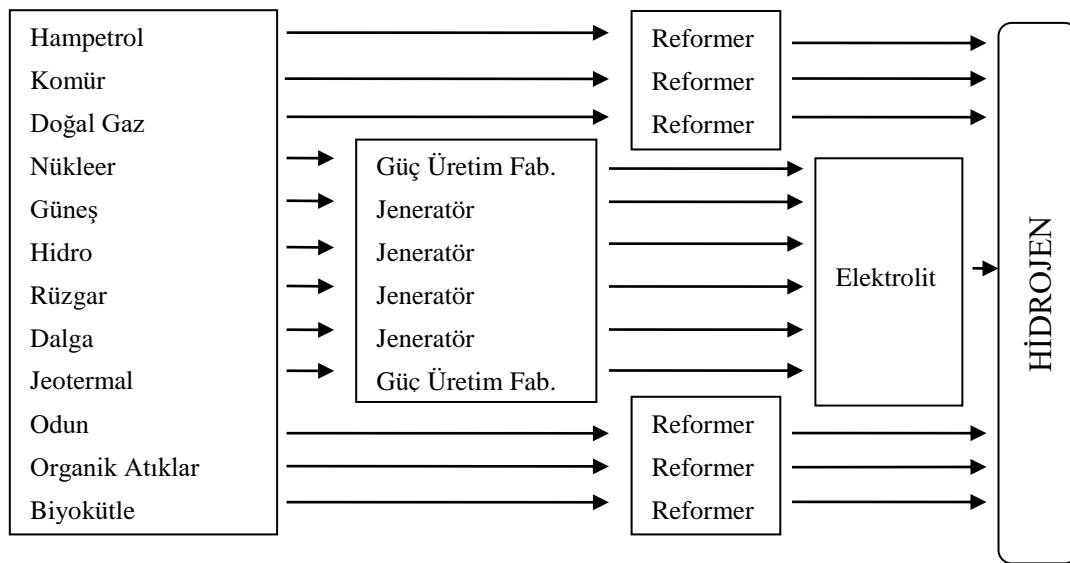 Hampetrol
Komür
Doğal Gaz
Nükleer
Güneş
Hidro
Rüzgar
Dalga
Jeotermal
Odun
Organik Atıklar
Biyokütle
Güç Üretim Fab.
Jeneratör
Jeneratör
Jeneratör
Jeneratör
Güç Üretim Fab.
Reformer
Reformer
Reformer
Reformer
Reformer
Reformer
Elektrolit
HİDROJEN